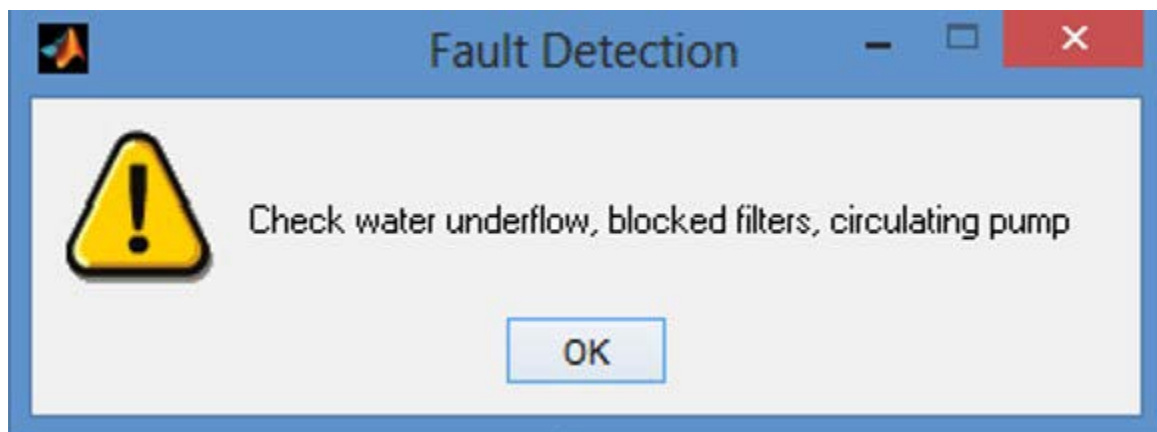 Fault Detection
Check water underflow, blocked filters, circulating pump
OK